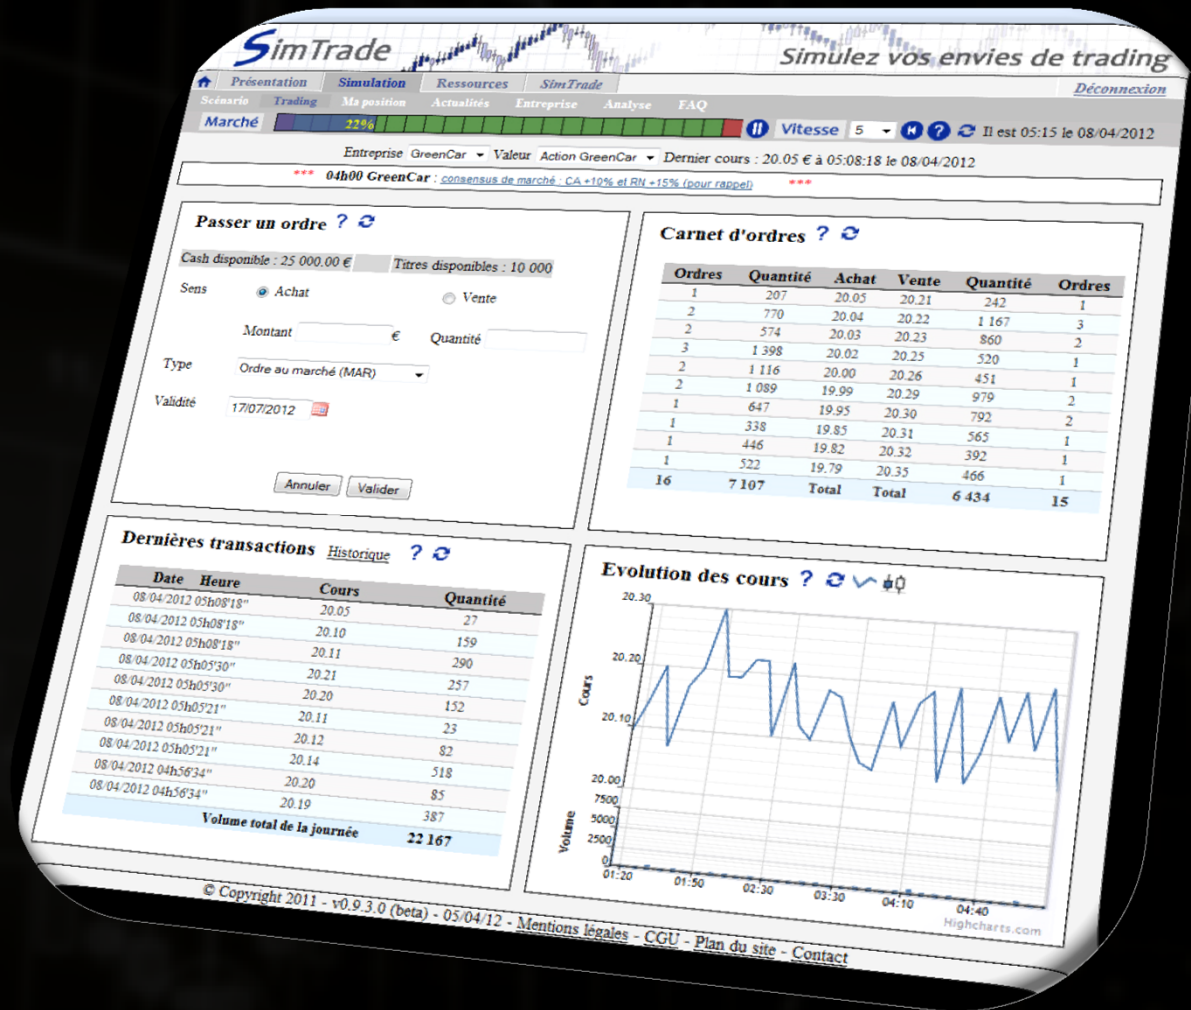 SimTrade
Simulez vos envies de trading
Présentation Simulation Ressources SimTrade Déconnexion
Scénario Trading Ma position Actualités Entreprise Analyse FAQ
Marché 22% Vitesse 5 Il est 05:15 le 08/04/2012
Entreprise GreenCar Valeur Action GreenCar Dernier cours : 20.05 € à 05:08:18 le 08/04/2012
*** 04h00 GreenCar : consensus de marché : CA +10% et RN +15% (pour rappel) ***
Passer un ordre ?
Cash disponible : 25 000.00 € Titres disponibles : 10 000
Sens Achat Vente
Montant € Quantité
Type Ordre au marché (MAR)
Validité 17/07/2012
Annuler Valider
Carnet d'ordres ?
Ordres Quantité Achat Vente Quantité Ordres
1 207 20.05 20.21 242 1
2 770 20.04 20.22 1 167 3
2 574 20.03 20.23 860 2
3 1 398 20.02 20.25 520 1
2 1 116 20.00 20.26 451 1
2 1 089 19.99 20.29 979 2
1 647 19.95 20.30 792 2
1 338 19.85 20.31 565 1
1 446 19.82 20.32 392 1
1 522 19.79 20.35 466 1
16 7 107 Total Total 6 434 15
Dernières transactions Historique ?
Date Heure Cours Quantité
08/04/2012 05h08'18" 20.05 27
08/04/2012 05h08'18" 20.10 159
08/04/2012 05h08'18" 20.11 290
08/04/2012 05h05'30" 20.21 257
08/04/2012 05h05'30" 20.20 152
08/04/2012 05h05'21" 20.11 23
08/04/2012 05h05'21" 20.12 82
08/04/2012 05h05'21" 20.14 518
08/04/2012 04h56'34" 20.20 85
08/04/2012 04h56'34" 20.19 387
Volume total de la journée 22 167
Evolution des cours ?
20.30
20.20
Cours
20.10
20.00
7500
5000
Volume
2500
0
01:20 01:50 02:30 03:30 04:10 04:40
Highcharts.com
© Copyright 2011 - v0.9.3.0 (beta) - 05/04/12 - Mentions légales - CGU - Plan du site - Contact